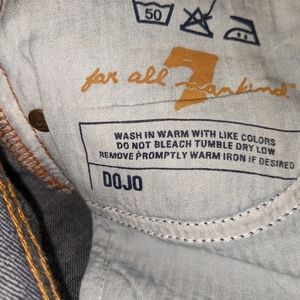 50
for all 7 mankind
WASH IN WARM WITH LIKE COLORS
DO NOT BLEACH TUMBLE DRY LOW
REMOVE PROMPTLY WARM IRON IF DESIRED
DOJO